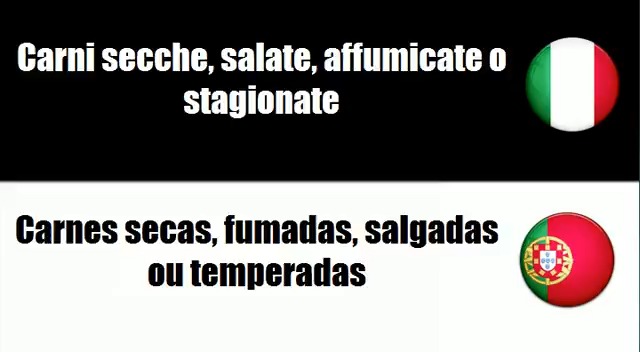 Carni secche, salate, affumicate o
stagionate
Carnes secas, fumadas, salgadas
ou temperadas